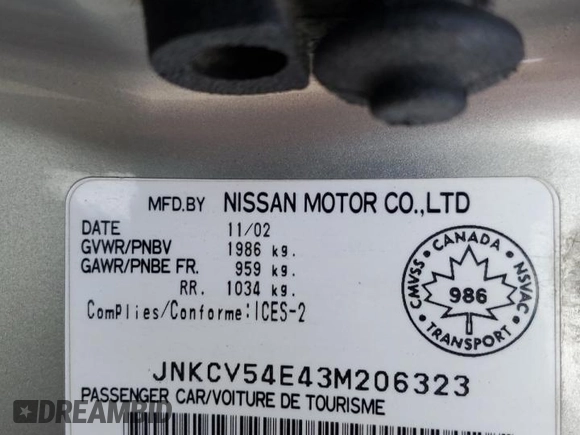 MFD.BY NISSAN MOTOR CO.,LTD
DATE 11/02
GVWR/PNBV 1986 kg.
GAWR/PNBE FR. 959 kg.
RR. 1034 kg.
ComPlies/Conforme:ICES-2
CANADA
CMVSS NSVAC
986
TRANSPORT
JNKCV54E43M206323
PASSENGER CAR/VOITURE DE TOURISME
DREAMBID